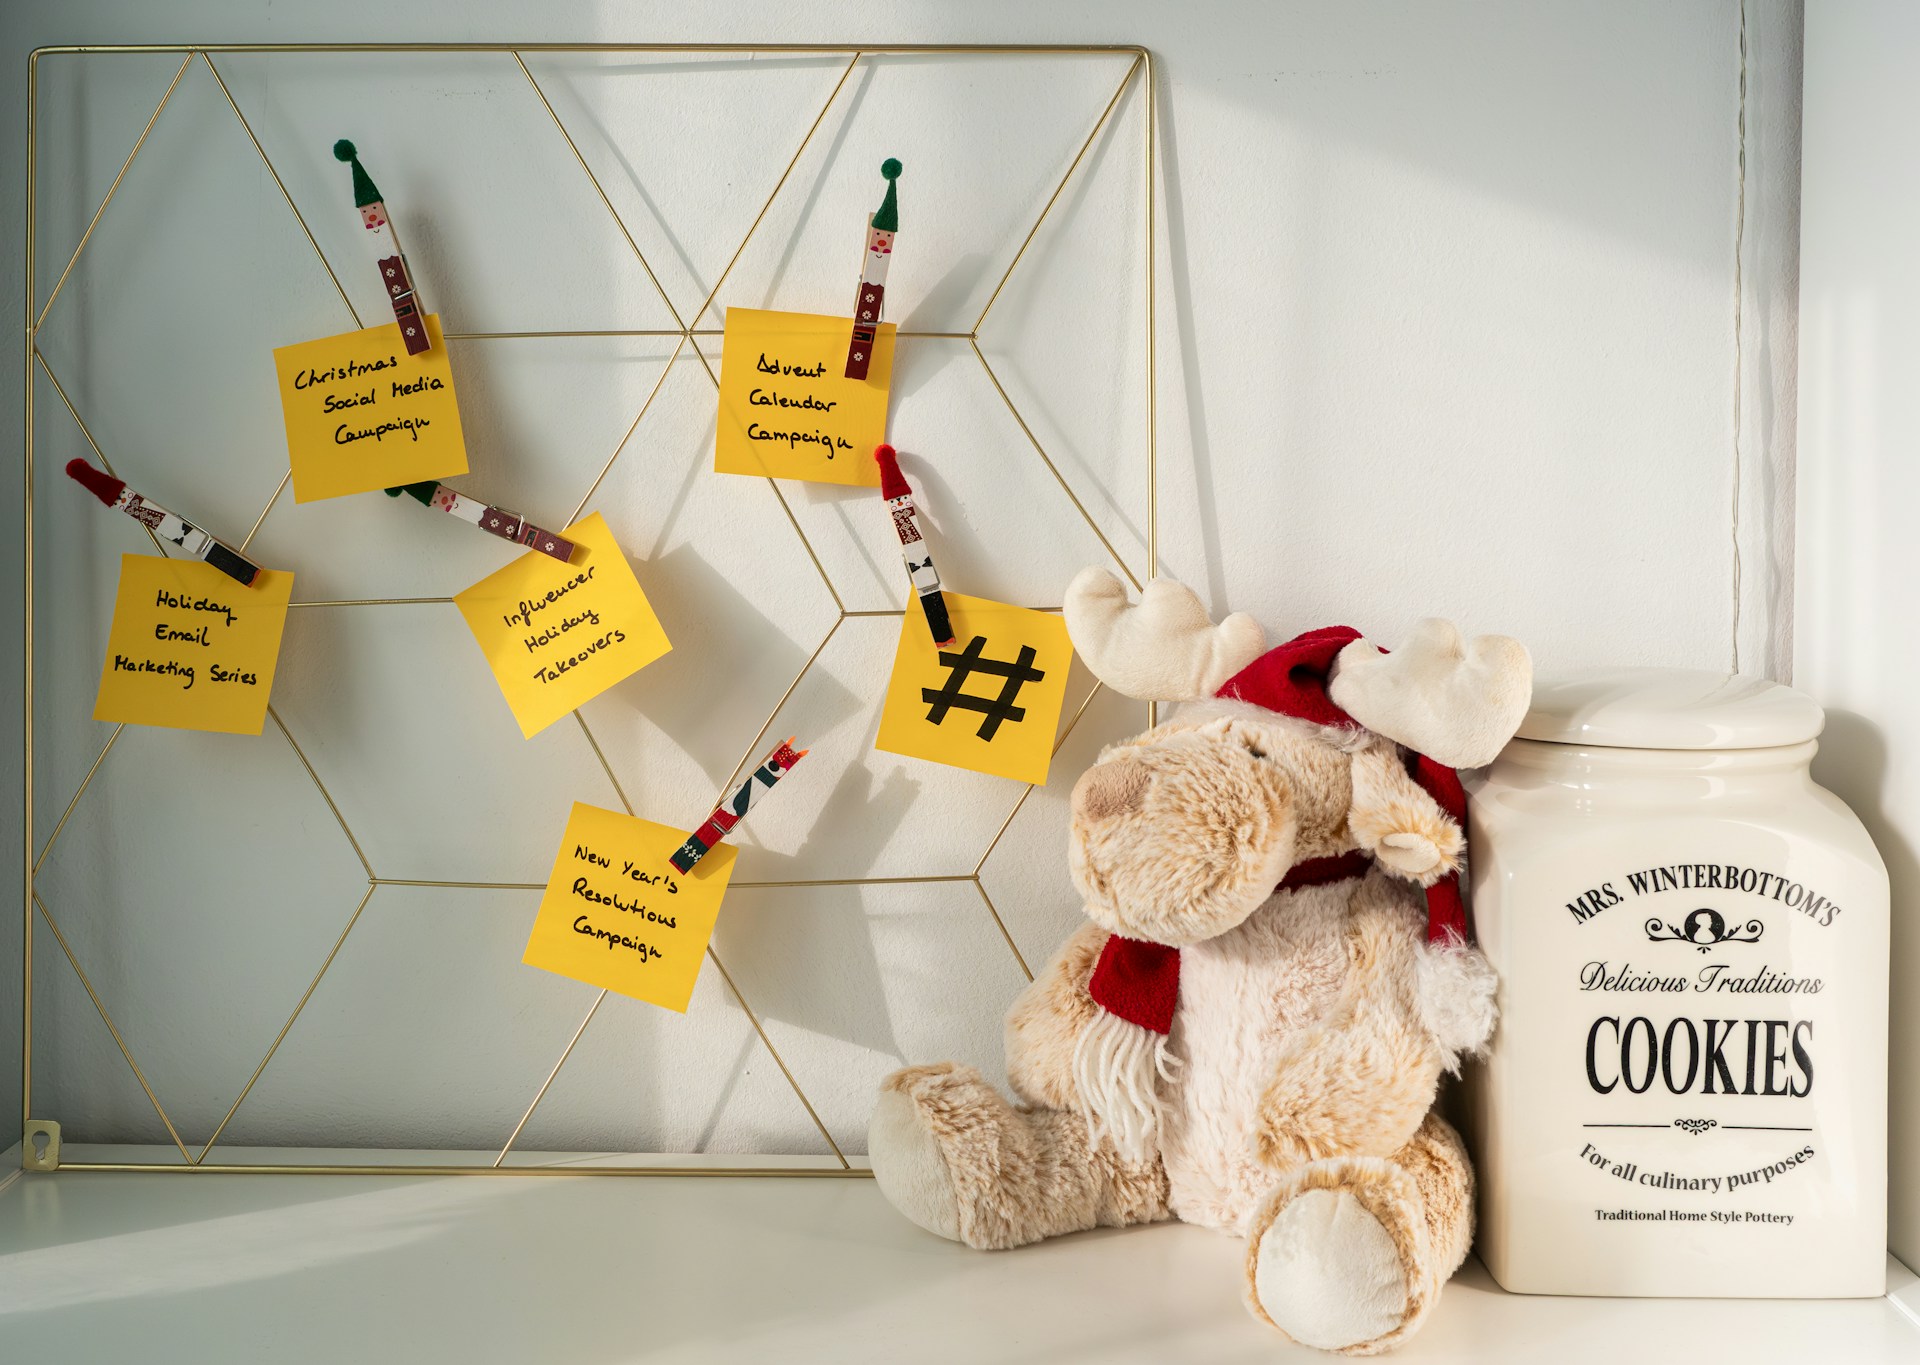 Christmas
Social Media
Campaign
Advent
Calendar
Campaign
Holiday
Email
Marketing Series
Influencer
Holiday
Takeovers
#
New Year's
Resolutions
Campaign
MRS. WINTERBOTTOM'S
Delicious Traditions
COOKIES
For all culinary purposes
Traditional Home Style Pottery